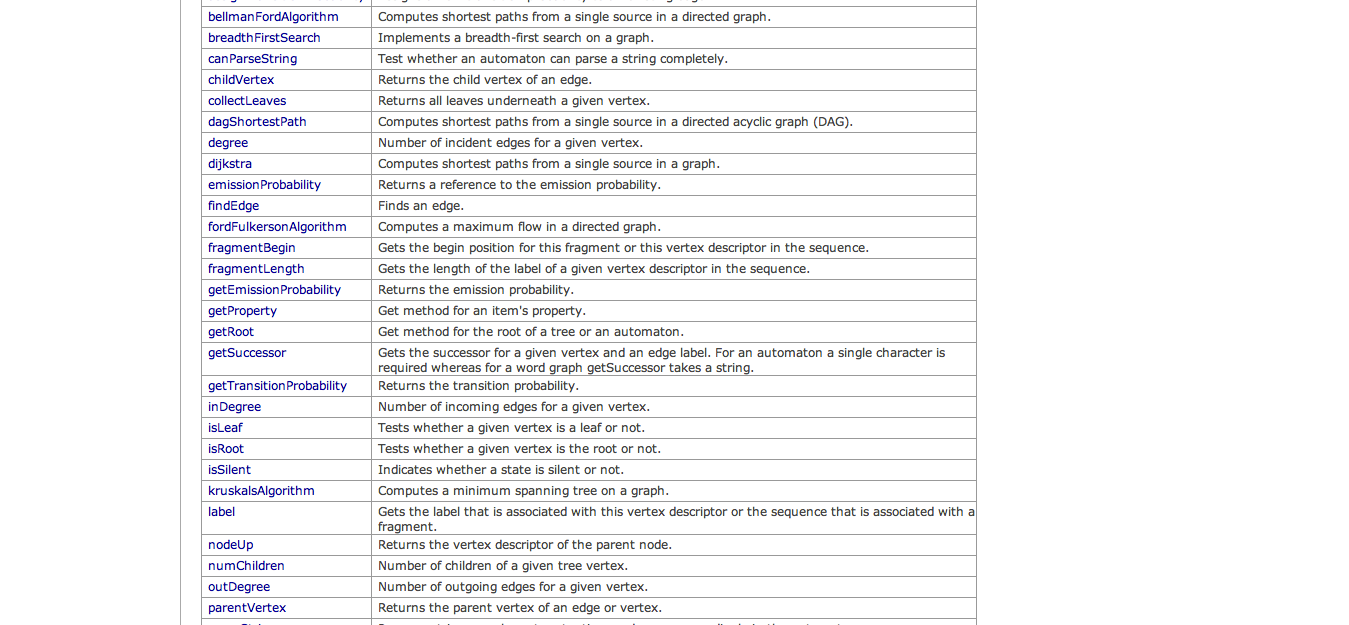 bellmanFordAlgorithm Computes shortest paths from a single source in a directed graph.
breadthFirstSearch Implements a breadth-first search on a graph.
canParseString Test whether an automaton can parse a string completely.
childVertex Returns the child vertex of an edge.
collectLeaves Returns all leaves underneath a given vertex.
dagShortestPath Computes shortest paths from a single source in a directed acyclic graph (DAG).
degree Number of incident edges for a given vertex.
dijkstra Computes shortest paths from a single source in a graph.
emissionProbability Returns a reference to the emission probability.
findEdge Finds an edge.
fordFulkersonAlgorithm Computes a maximum flow in a directed graph.
fragmentBegin Gets the begin position for this fragment or this vertex descriptor in the sequence.
fragmentLength Gets the length of the label of a given vertex descriptor in the sequence.
getEmissionProbability Returns the emission probability.
getProperty Get method for an item's property.
getRoot Get method for the root of a tree or an automaton.
getSuccessor Gets the successor for a given vertex and an edge label. For an automaton a single character is
required whereas for a word graph getSuccessor takes a string.
getTransitionProbability Returns the transition probability.
inDegree Number of incoming edges for a given vertex.
isLeaf Tests whether a given vertex is a leaf or not.
isRoot Tests whether a given vertex is the root or not.
isSilent Indicates whether a state is silent or not.
kruskalsAlgorithm Computes a minimum spanning tree on a graph.
label Gets the label that is associated with this vertex descriptor or the sequence that is associated with a
fragment.
nodeUp Returns the vertex descriptor of the parent node.
numChildren Number of children of a given tree vertex.
outDegree Number of outgoing edges for a given vertex.
parentVertex Returns the parent vertex of an edge or vertex.